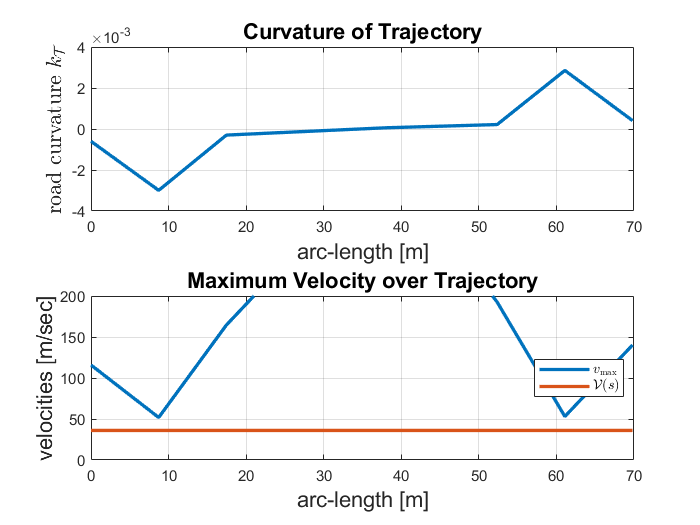 Curvature of Trajectory
×10⁻³
road curvature k_𝒯
4
2
0
-2
-4
0 10 20 30 40 50 60 70
arc-length [m]
Maximum Velocity over Trajectory
velocities [m/sec]
200
150
100
50
0
v_max
𝒱(s)
0 10 20 30 40 50 60 70
arc-length [m]